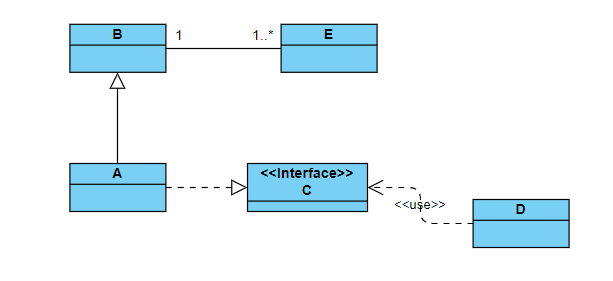 B
1
1..*
E
A
<<Interface>>
C
<<use>>
D